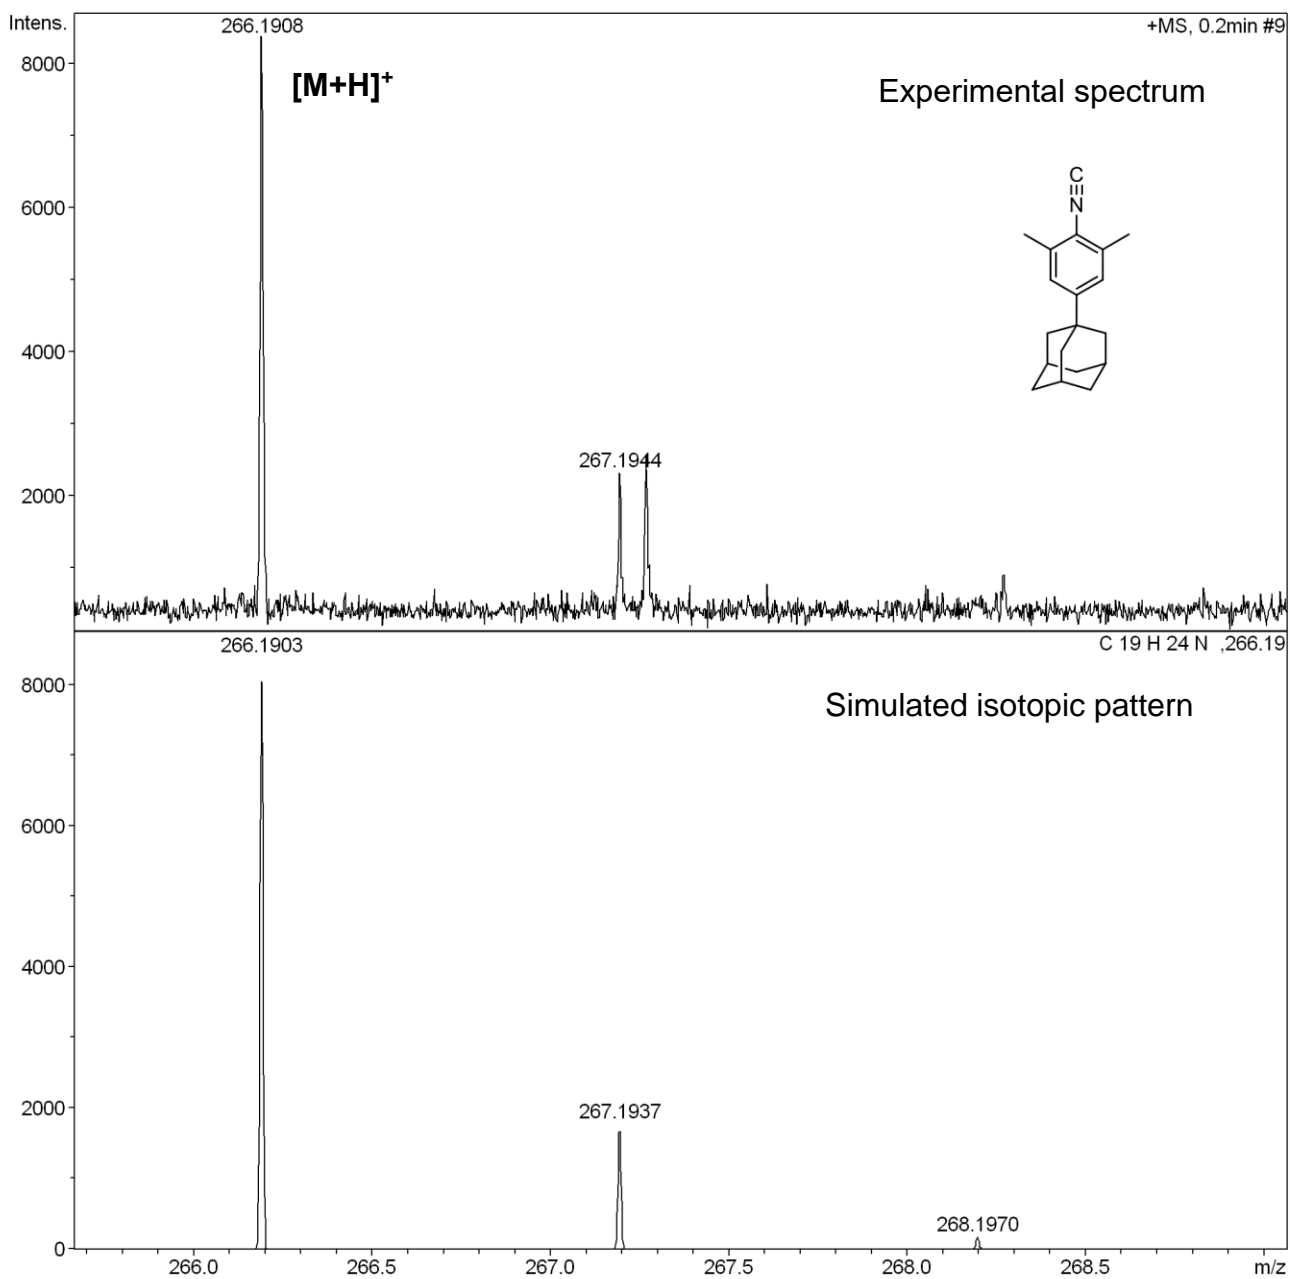 Intens.
266.1908
+MS, 0.2min #9
8000
[M+H]+
Experimental spectrum
C
N
6000
4000
267.1944
2000
266.1903
C 19 H 24 N ,266.19
8000
Simulated isotopic pattern
6000
4000
2000
267.1937
268.1970
0
266.0 266.5 267.0 267.5 268.0 268.5 m/z